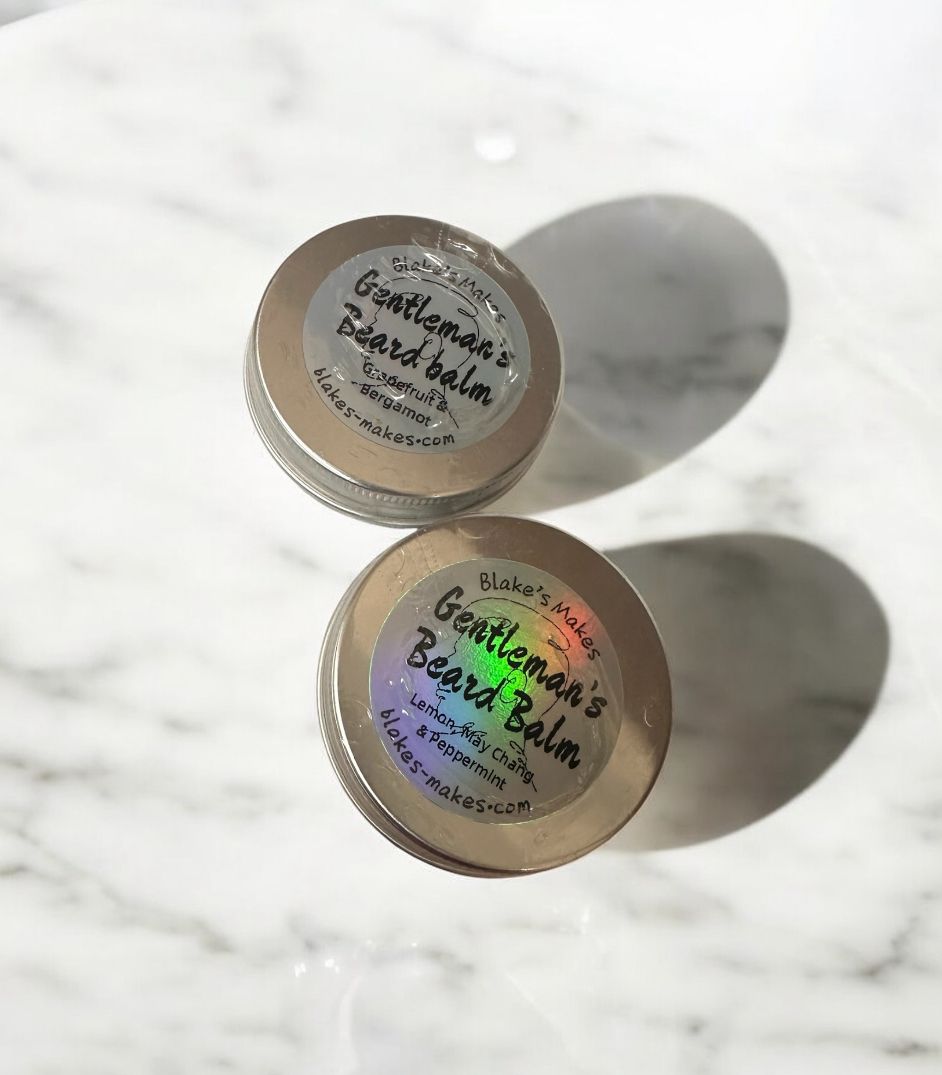 Blake's Makes
Gentleman's
Beard balm
Grapefruit &
Bergamot
blakes-makes.com
Blake's Makes
Gentleman's
Beard Balm
Lemon, May Chang
& Peppermint
blakes-makes.com